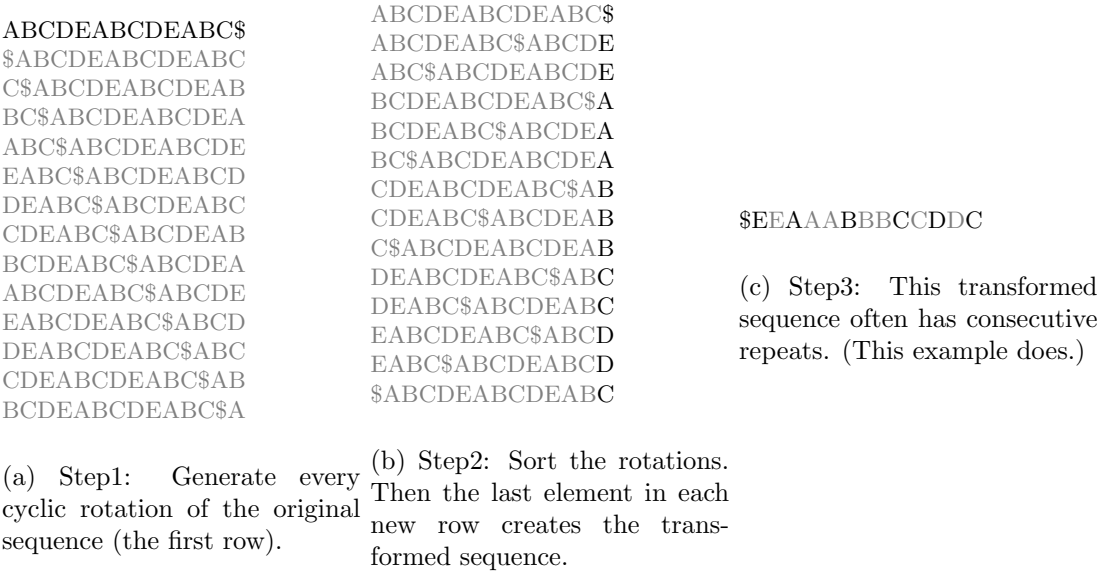 ABCDEABCDEABC$
$ABCDEABCDEABC
C$ABCDEABCDEAB
BC$ABCDEABCDEA
ABC$ABCDEABCDE
EABC$ABCDEABCD
DEABC$ABCDEABC
CDEABC$ABCDEAB
BCDEABC$ABCDEA
ABCDEABC$ABCDE
EABCDEABC$ABCD
DEABCDEABC$ABC
CDEABCDEABC$AB
BCDEABCDEABC$A
(a) Step1: Generate every
cyclic rotation of the original
sequence (the first row).
ABCDEABCDEABC$
ABCDEABC$ABCDE
ABC$ABCDEABCDE
BCDEABCDEABC$A
BCDEABC$ABCDEA
BC$ABCDEABCDEA
CDEABCDEABC$AB
CDEABC$ABCDEAB
C$ABCDEABCDEAB
DEABCDEABC$ABC
DEABC$ABCDEABC
EABCDEABC$ABCD
EABC$ABCDEABCD
$ABCDEABCDEABC
(b) Step2: Sort the rotations.
Then the last element in each
new row creates the trans-
formed sequence.
$EEAAABBBCCDDC
(c) Step3: This transformed
sequence often has consecutive
repeats. (This example does.)